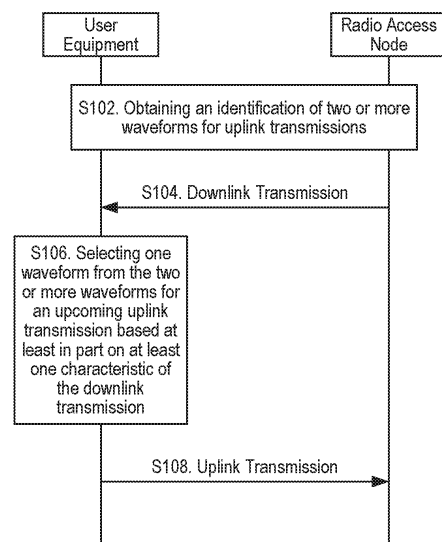 User
Equipment
Radio Access
Node
S102. Obtaining an identification of two or more
waveforms for uplink transmissions
S104. Downlink Transmission
S106. Selecting one
waveform from the two
or more waveforms for
an upcoming uplink
transmission based at
least in part on at least
one characteristic of
the downlink
transmission
S108. Uplink Transmission